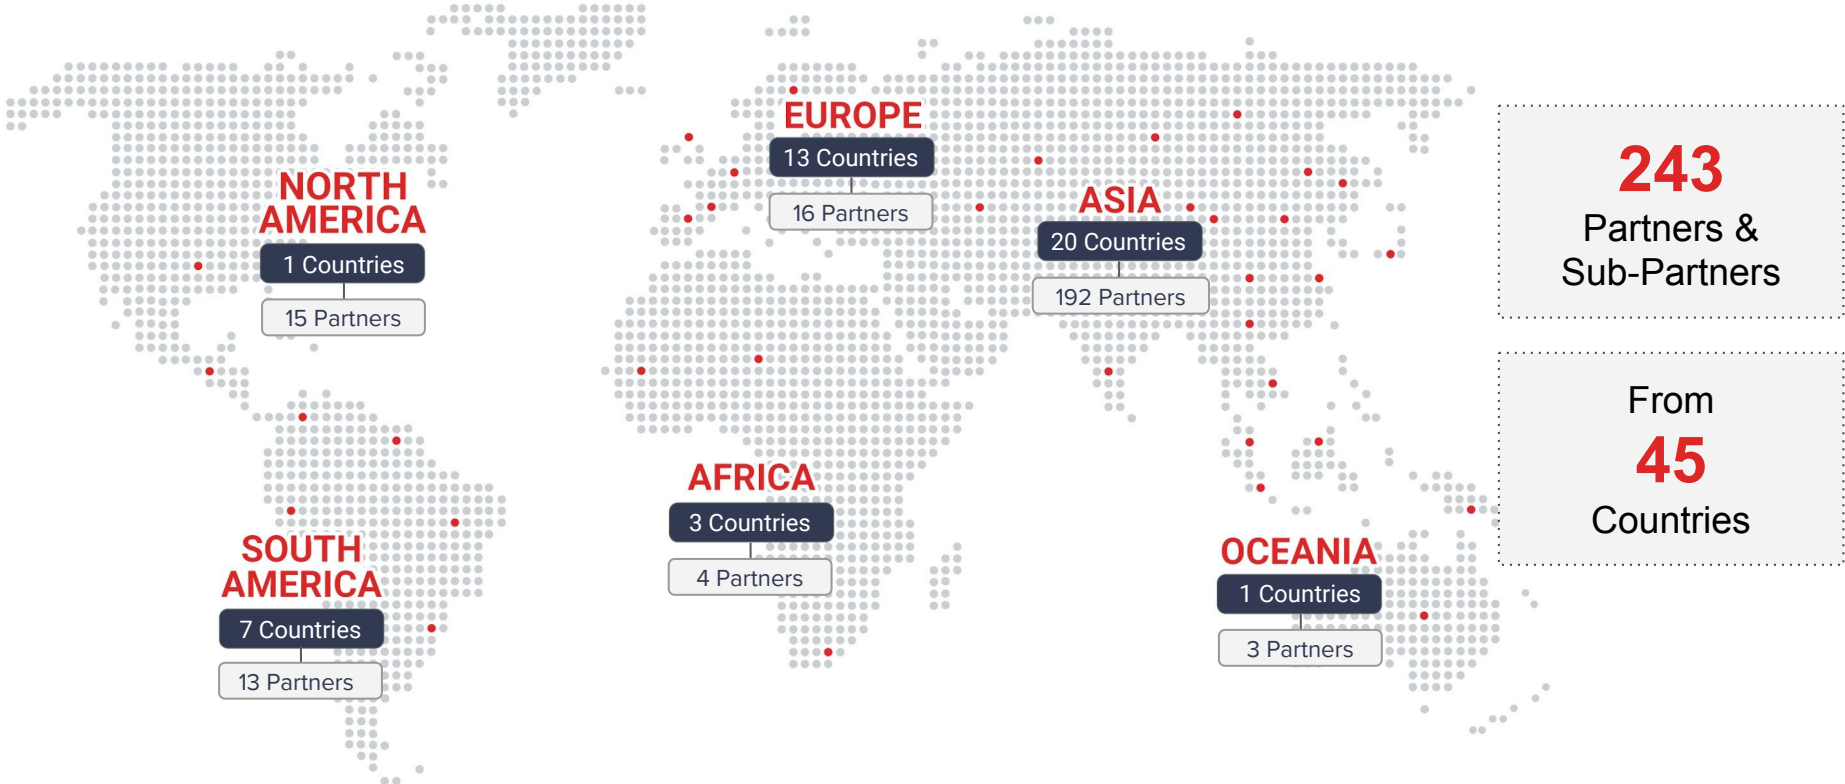 NORTH
AMERICA
1 Countries
15 Partners
SOUTH
AMERICA
7 Countries
13 Partners
EUROPE
13 Countries
16 Partners
AFRICA
3 Countries
4 Partners
ASIA
20 Countries
192 Partners
OCEANIA
1 Countries
3 Partners
243
Partners &
Sub-Partners
From
45
Countries